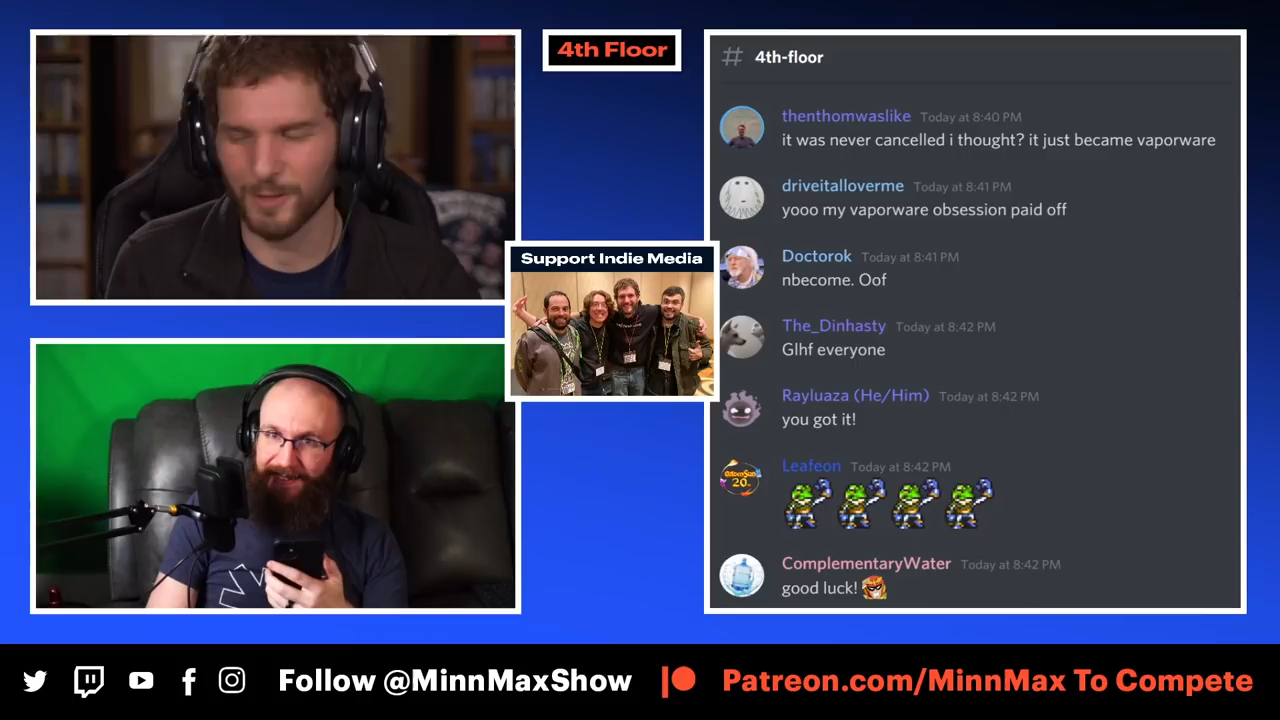 4th Floor
Support Indie Media
# 4th-floor
thenthomwaslike Today at 8:40 PM
it was never cancelled i thought? it just became vaporware
driveitalloverme Today at 8:41 PM
yooo my vaporware obsession paid off
Doctorok Today at 8:41 PM
nbecome. Oof
The_Dinhasty Today at 8:42 PM
Glhf everyone
Rayluaza (He/Him) Today at 8:42 PM
you got it!
Leafeon Today at 8:42 PM
ComplementaryWater Today at 8:42 PM
good luck!
Follow @MinnMaxShow
Patreon.com/MinnMax To Compete